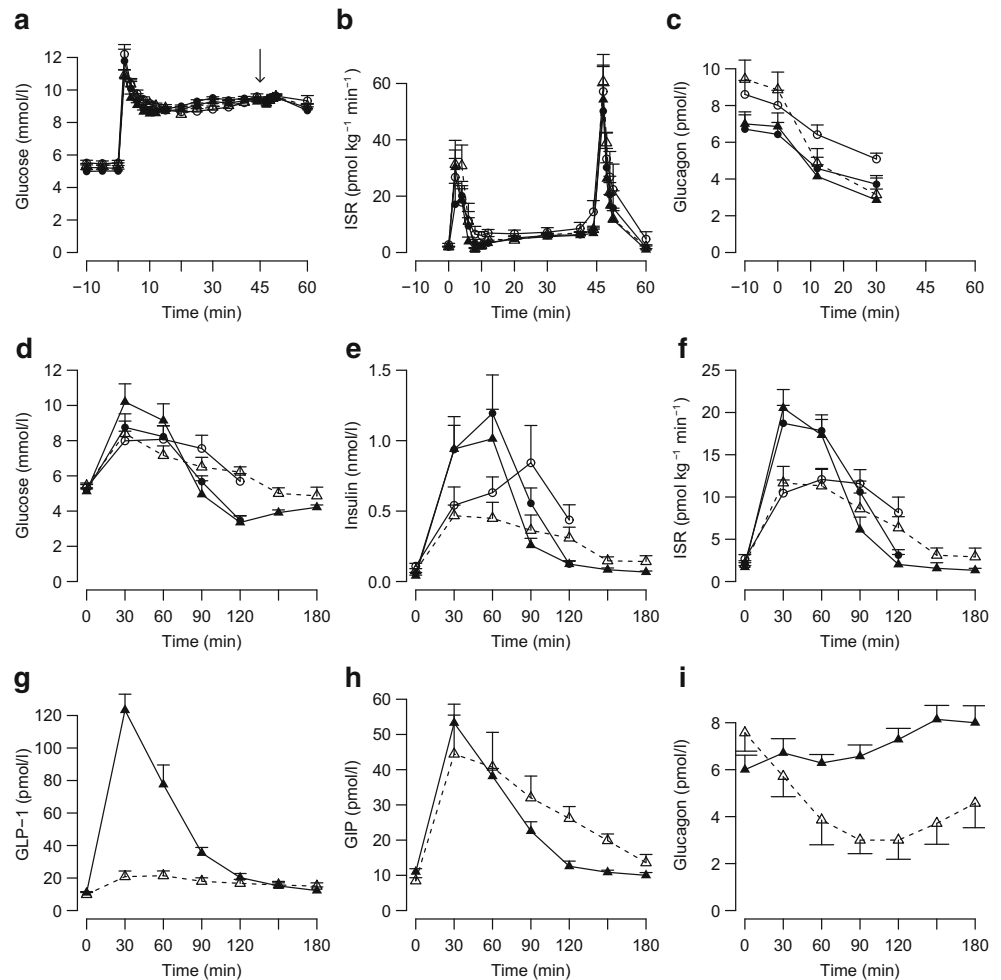 a
Glucose (mmol/l)
12
10
8
6
4
2
0
−10 10 30 45 60
Time (min)
b
ISR (pmol kg−1 min−1)
60
40
20
0
−10 0 10 30 45 60
Time (min)
c
Glucagon (pmol/l)
10
8
6
4
2
0
−10 0 10 30 45 60
Time (min)
d
Glucose (mmol/l)
12
10
8
6
4
2
0
0 30 60 90 120 180
Time (min)
e
Insulin (nmol/l)
1.5
1.0
0.5
0.0
0 30 60 90 120 180
Time (min)
f
ISR (pmol kg−1 min−1)
25
20
15
10
5
0
0 30 60 90 120 180
Time (min)
g
GLP−1 (pmol/l)
120
100
80
60
40
20
0
0 30 60 90 120 180
Time (min)
h
GIP (pmol/l)
60
50
40
30
20
10
0
0 30 60 90 120 180
Time (min)
i
Glucagon (pmol/l)
8
6
4
2
0
0 30 60 90 120 180
Time (min)